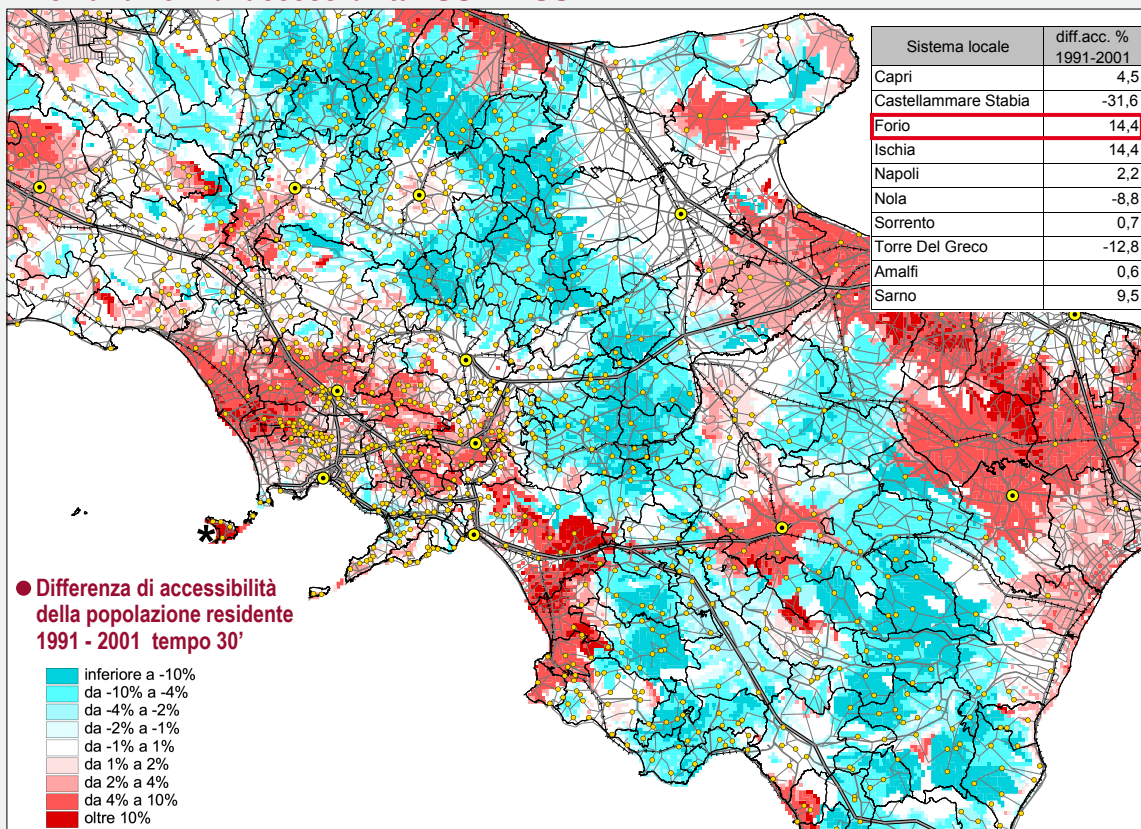 Sistema locale diff.acc. % 1991-2001
Capri 4,5
Castellammare Stabia -31,6
Forio 14,4
Ischia 14,4
Napoli 2,2
Nola -8,8
Sorrento 0,7
Torre Del Greco -12,8
Amalfi 0,6
Sarno 9,5
*
● Differenza di accessibilità
della popolazione residente
1991 - 2001 tempo 30'
inferiore a -10%
da -10% a -4%
da -4% a -2%
da -2% a -1%
da -1% a 1%
da 1% a 2%
da 2% a 4%
da 4% a 10%
oltre 10%